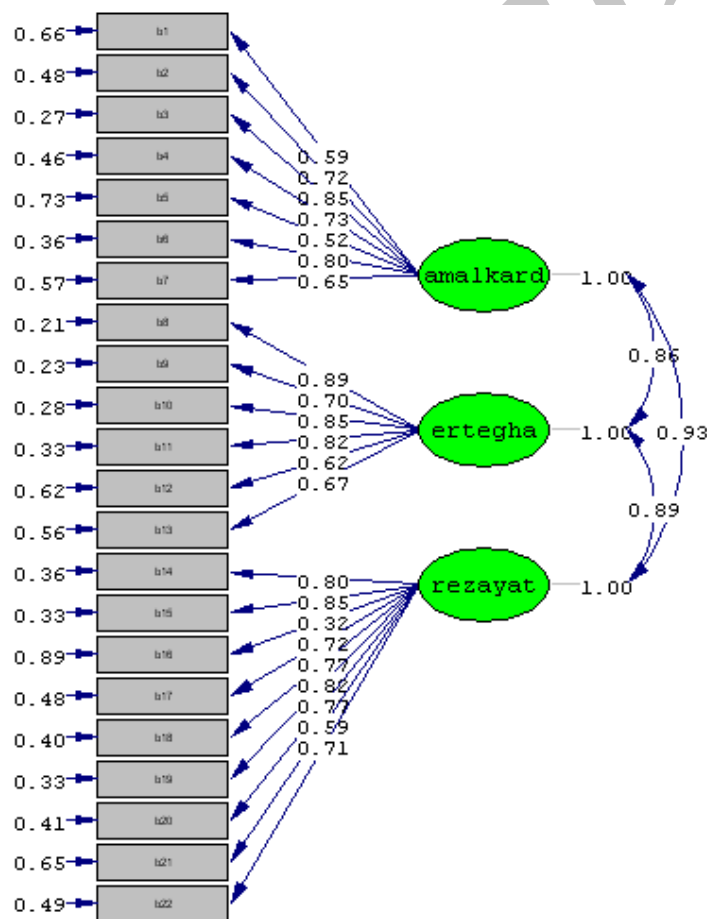 0.66 b1
0.48 b2
0.27 b3
0.46 b4
0.73 b5
0.36 b6
0.57 b7
0.21 b8
0.23 b9
0.28 b10
0.33 b11
0.62 b12
0.56 b13
0.36 b14
0.33 b15
0.89 b16
0.48 b17
0.40 b18
0.33 b19
0.41 b20
0.65 b21
0.49 b22
0.59
0.72
0.85
0.73
0.52
0.80
0.65
0.89
0.70
0.85
0.82
0.62
0.67
0.80
0.85
0.32
0.72
0.77
0.82
0.77
0.59
0.71
amalkard 1.00
ertegha 1.00
rezayat 1.00
0.86
0.93
0.89